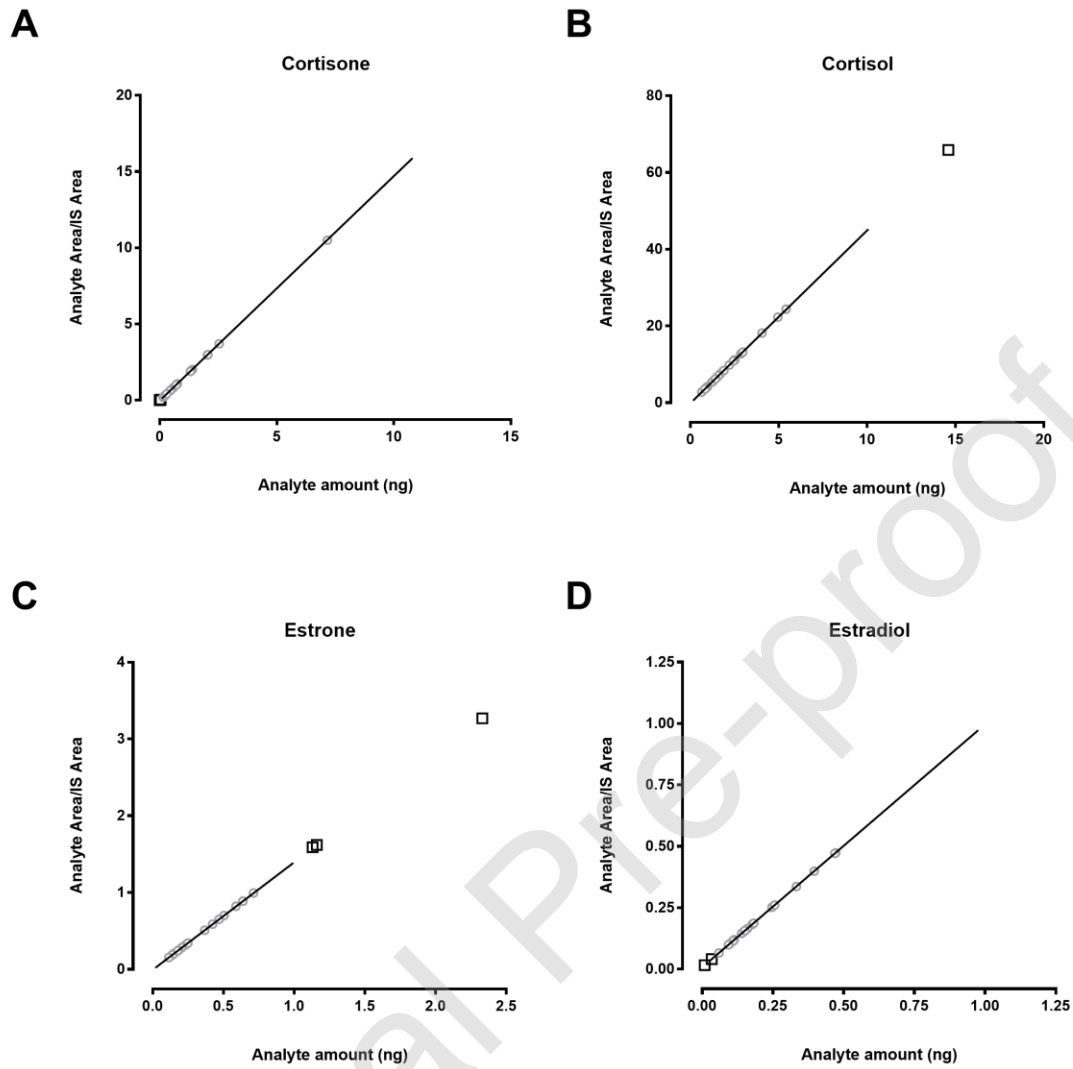 A
Cortisone
20
15
10
5
0
Analyte Area/IS Area
0 5 10 15
Analyte amount (ng)
B
Cortisol
80
60
40
20
0
Analyte Area/IS Area
0 5 10 15 20
Analyte amount (ng)
C
Estrone
4
3
2
1
0
Analyte Area/IS Area
0.0 0.5 1.0 1.5 2.0 2.5
Analyte amount (ng)
D
Estradiol
1.25
1.00
0.75
0.50
0.25
0.00
Analyte Area/IS Area
0.00 0.25 0.50 0.75 1.00 1.25
Analyte amount (ng)
al Pre-proof